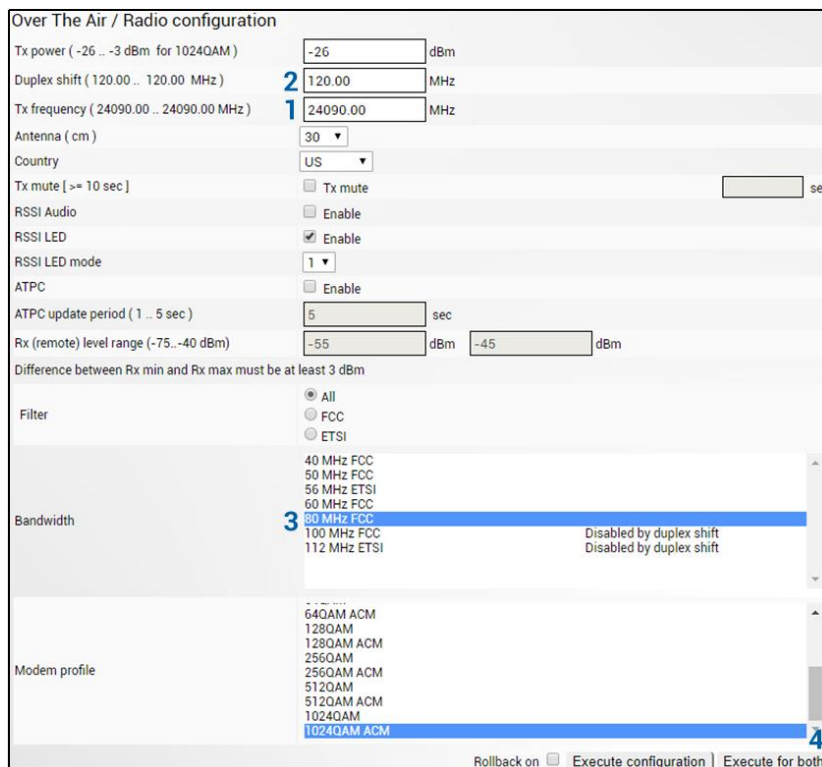 Over The Air / Radio configuration
Tx power ( -26 .. -3 dBm for 1024QAM ) -26 dBm
Duplex shift ( 120.00 .. 120.00 MHz ) 2 120.00 MHz
Tx frequency ( 24090.00 .. 24090.00 MHz ) 1 24090.00 MHz
Antenna ( cm ) 30
Country US
Tx mute [ >= 10 sec ] Tx mute se
RSSI Audio Enable
RSSI LED Enable
RSSI LED mode 1
ATPC Enable
ATPC update period ( 1 .. 5 sec ) 5 sec
Rx (remote) level range (-75..-40 dBm) -55 dBm -45 dBm
Difference between Rx min and Rx max must be at least 3 dBm
Filter
All
FCC
ETSI
Bandwidth
40 MHz FCC
50 MHz FCC
56 MHz ETSI
60 MHz FCC
3 80 MHz FCC
100 MHz FCC Disabled by duplex shift
112 MHz ETSI Disabled by duplex shift
Modem profile
64QAM ACM
128QAM
128QAM ACM
256QAM
256QAM ACM
512QAM
512QAM ACM
1024QAM
1024QAM ACM
4
Rollback on Execute configuration Execute for both